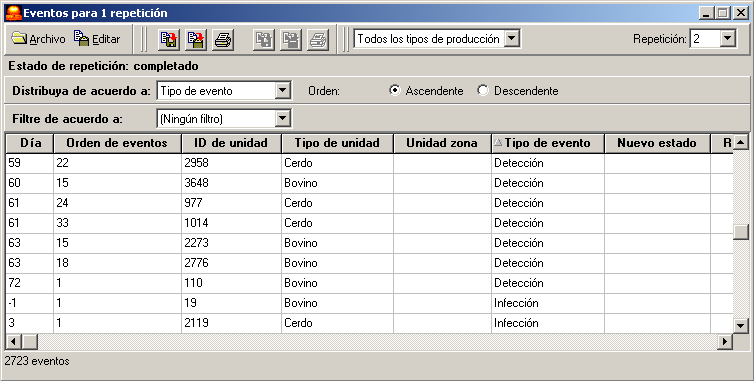 Eventos para 1 repetición
Archivo Editar Todos los tipos de producción Repetición: 2
Estado de repetición: completado
Distribuya de acuerdo a: Tipo de evento Orden: Ascendente Descendente
Filtre de acuerdo a: (Ningún filtro)
Día Orden de eventos ID de unidad Tipo de unidad Unidad zona Tipo de evento Nuevo estado R
59 22 2958 Cerdo Detección
60 15 3648 Bovino Detección
61 24 977 Cerdo Detección
61 33 1014 Cerdo Detección
63 15 2273 Bovino Detección
63 18 2776 Bovino Detección
72 1 110 Bovino Detección
-1 1 19 Bovino Infección
3 1 2119 Cerdo Infección
2723 eventos